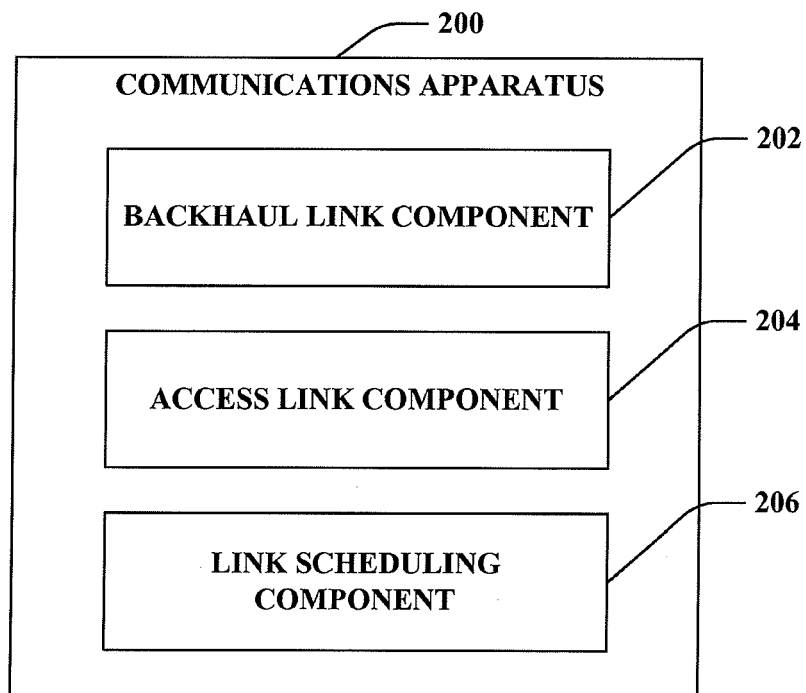 200
COMMUNICATIONS APPARATUS
202
BACKHAUL LINK COMPONENT
204
ACCESS LINK COMPONENT
206
LINK SCHEDULING
COMPONENT